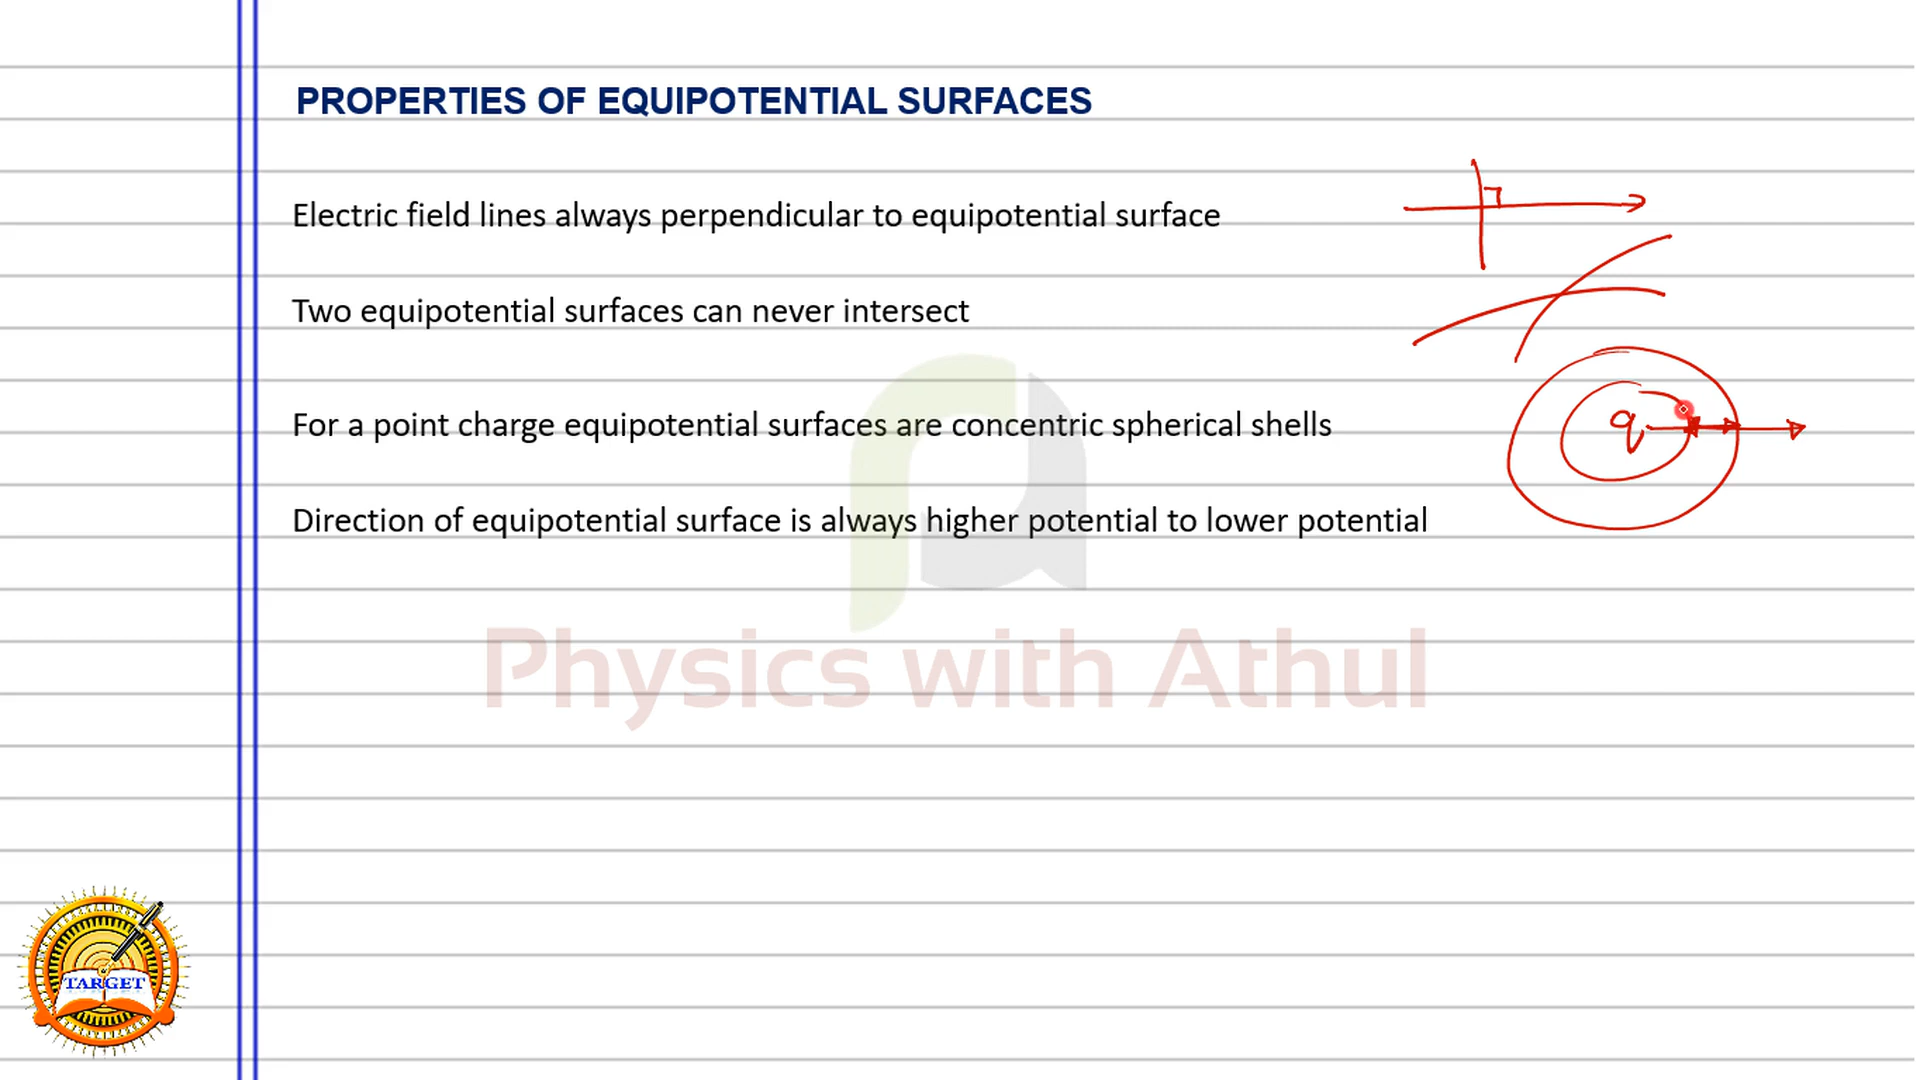 PROPERTIES OF EQUIPOTENTIAL SURFACES
Electric field lines always perpendicular to equipotential surface
Two equipotential surfaces can never intersect
For a point charge equipotential surfaces are concentric spherical shells
q
Direction of equipotential surface is always higher potential to lower potential
Physics with Athul
TARGET